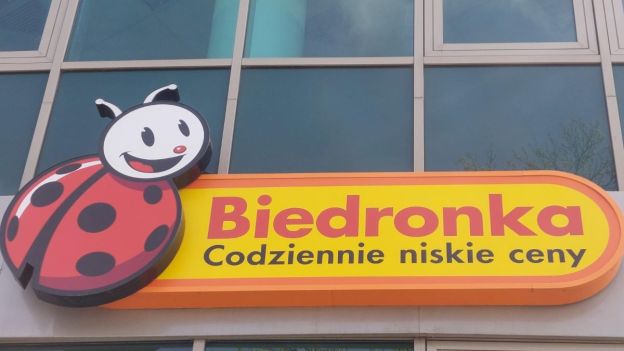 Biedronka
Codziennie niskie ceny